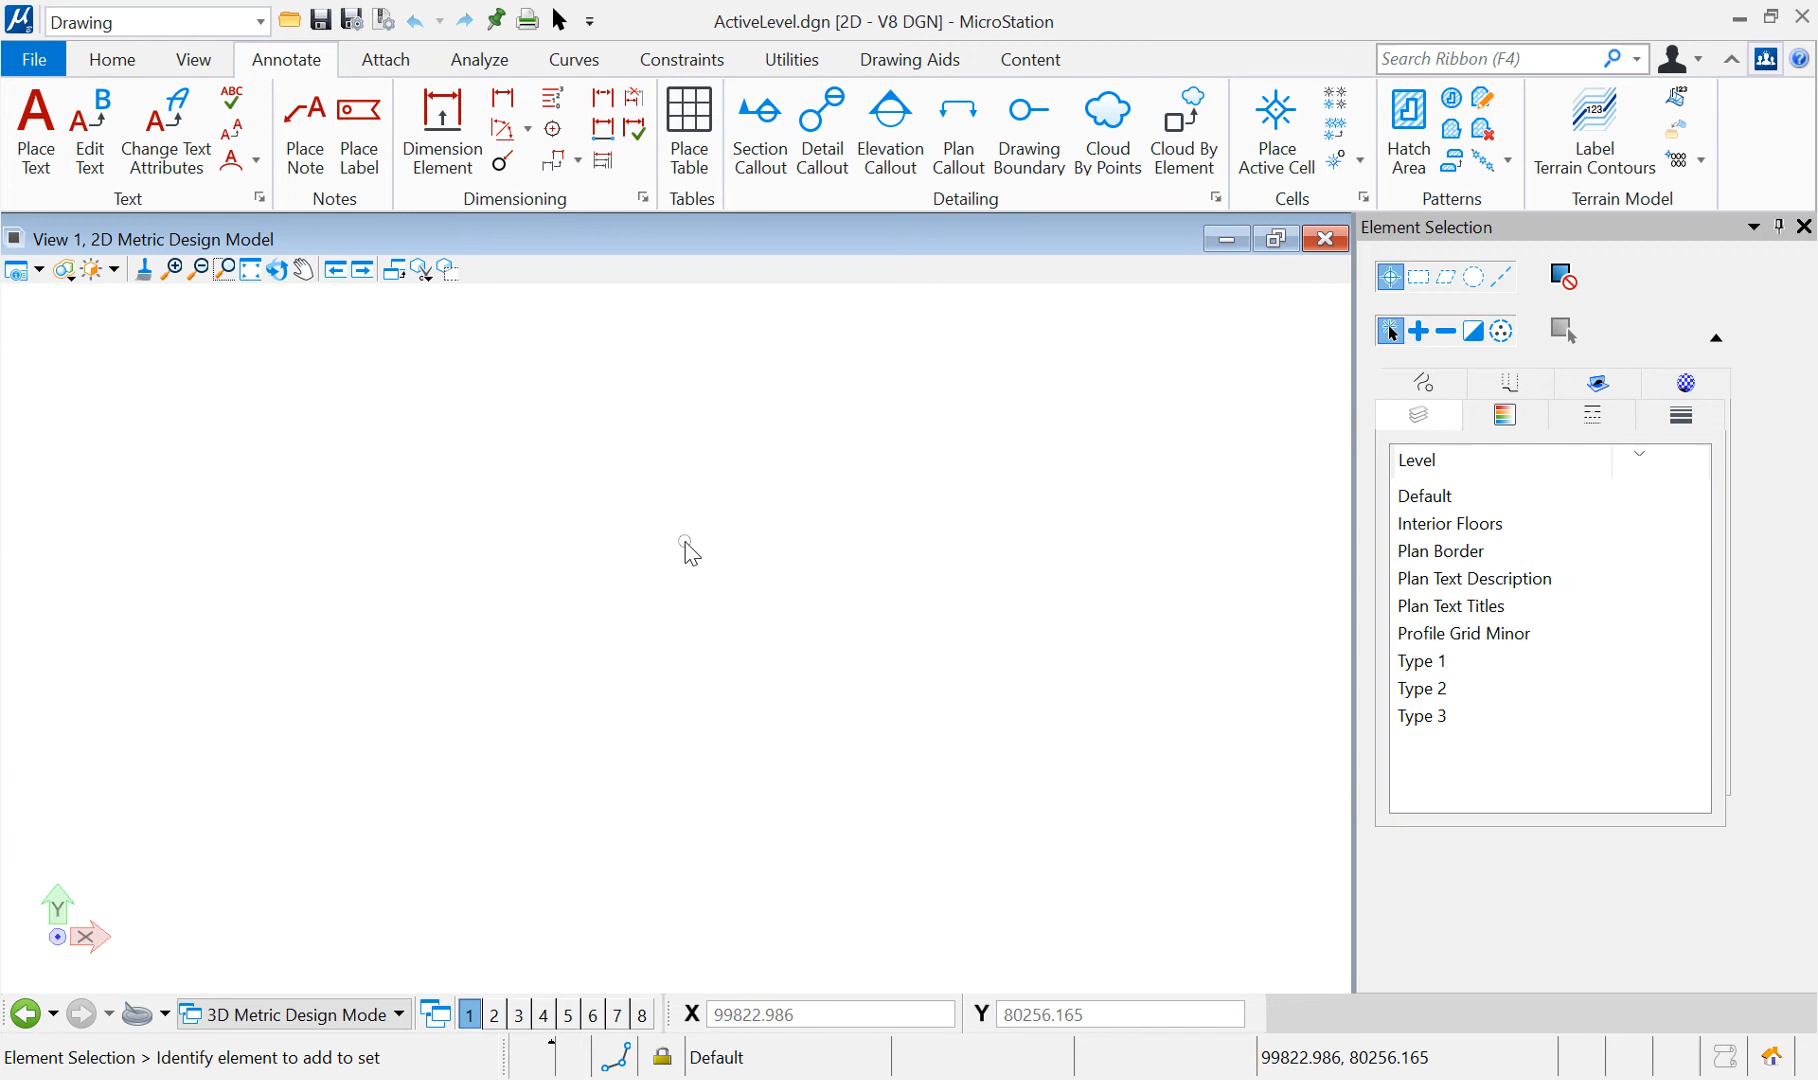 Drawing
ActiveLevel.dgn [2D - V8 DGN] - MicroStation
File Home View Annotate Attach Analyze Curves Constraints Utilities Drawing Aids Content Search Ribbon (F4)
Place Text
Edit Text
Change Text Attributes
Text
Place Note
Place Label
Notes
Dimension Element
Dimensioning
Place Table
Tables
Section Callout
Detail Callout
Elevation Callout
Plan Callout
Drawing Boundary
Cloud By Points
Cloud By Element
Detailing
Place Active Cell
Cells
Hatch Area
Patterns
Label Terrain Contours
Terrain Model
View 1, 2D Metric Design Model
Element Selection
Level
Default
Interior Floors
Plan Border
Plan Text Description
Plan Text Titles
Profile Grid Minor
Type 1
Type 2
Type 3
Y
X
3D Metric Design Mode 1 2 3 4 5 6 7 8 X 99822.986 Y 80256.165
Element Selection > Identify element to add to set Default 99822.986, 80256.165